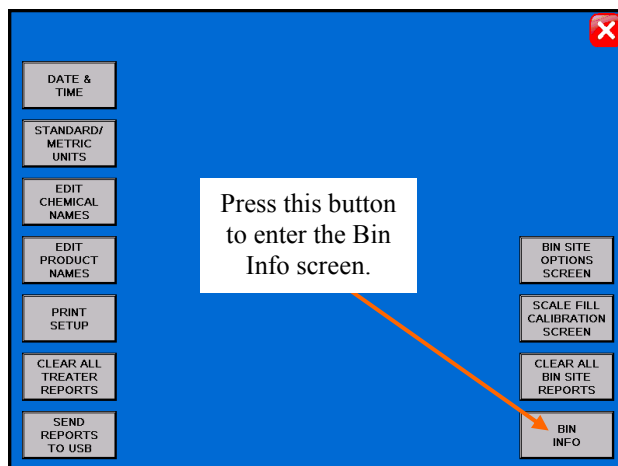 DATE &
TIME
STANDARD/
METRIC
UNITS
EDIT
CHEMICAL
NAMES
EDIT
PRODUCT
NAMES
PRINT
SETUP
CLEAR ALL
TREATER
REPORTS
SEND
REPORTS
TO USB
Press this button
to enter the Bin
Info screen.
BIN SITE
OPTIONS
SCREEN
SCALE FILL
CALIBRATION
SCREEN
CLEAR ALL
BIN SITE
REPORTS
BIN
INFO